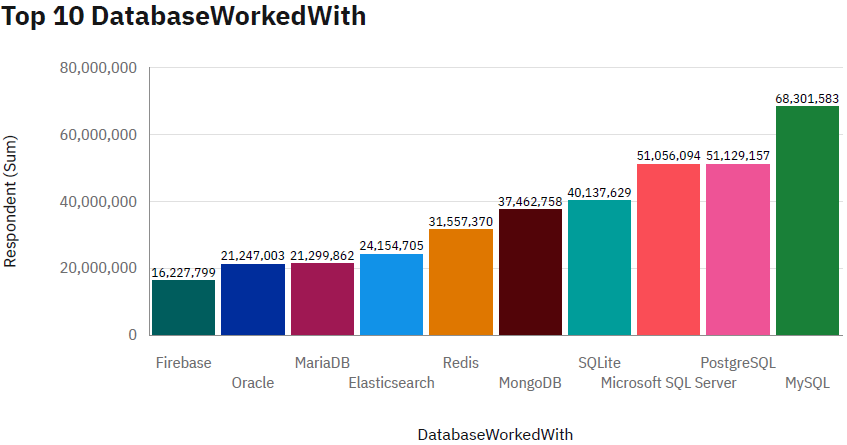 Top 10 DatabaseWorkedWith
Respondent (Sum)
80,000,000
60,000,000
40,000,000
20,000,000
0
16,227,799
21,247,003
21,299,862
24,154,705
31,557,370
37,462,758
40,137,629
51,056,094
51,129,157
68,301,583
Firebase
Oracle
MariaDB
Elasticsearch
Redis
MongoDB
SQLite
Microsoft SQL Server
PostgreSQL
MySQL
DatabaseWorkedWith